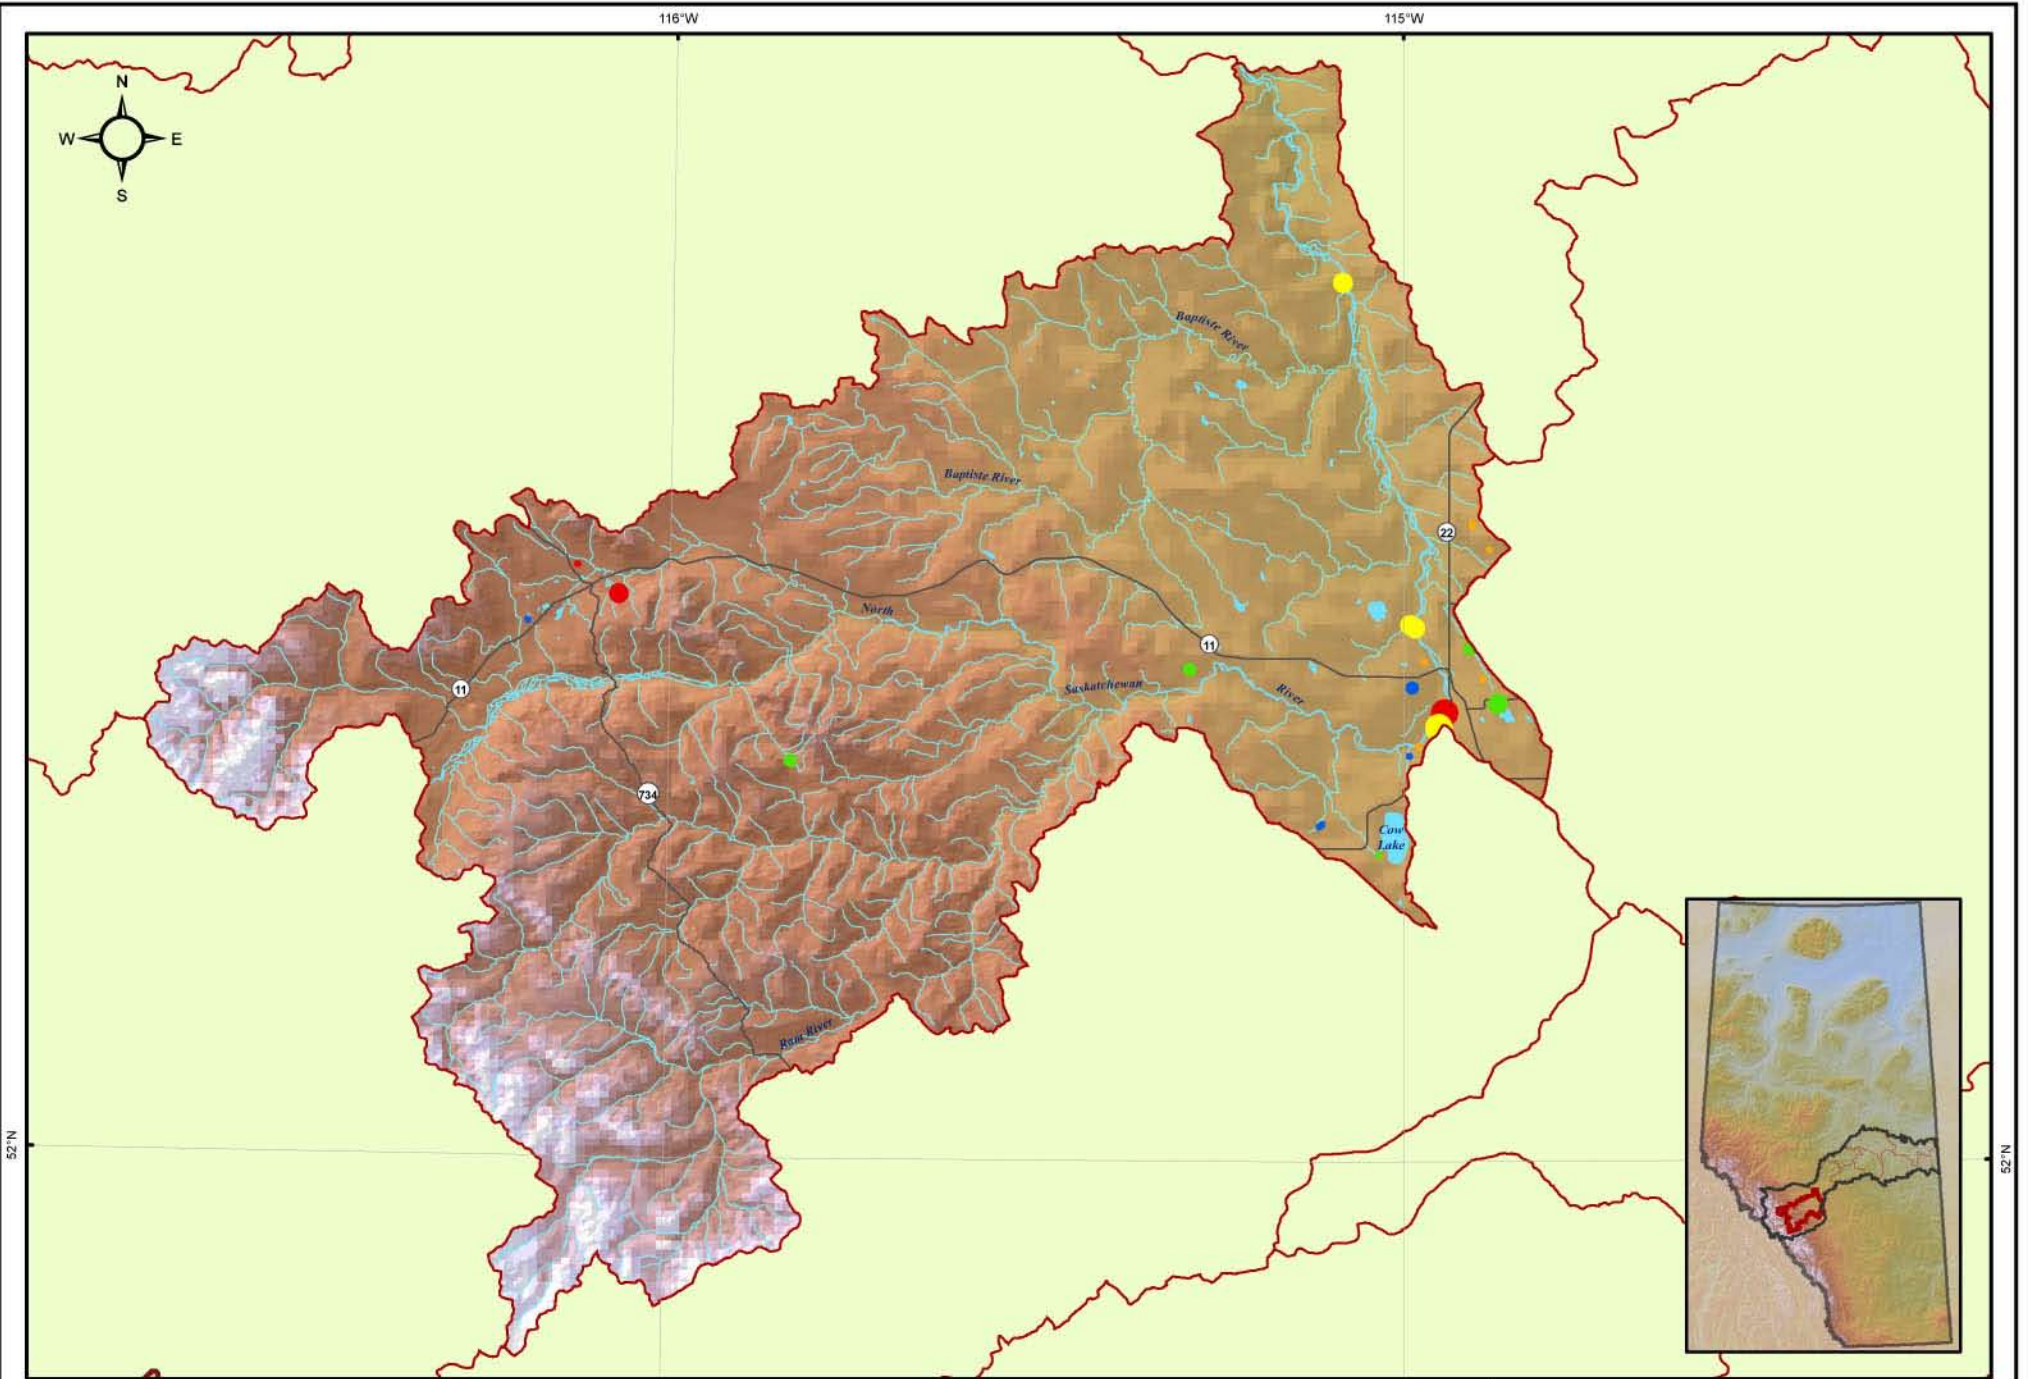 116°W
115°W
N
W
E
S
Baptiste River
Baptiste River
22
North
11
Saskatchewan
River
11
734
Cow
Lake
Ram River
52°N
52°N